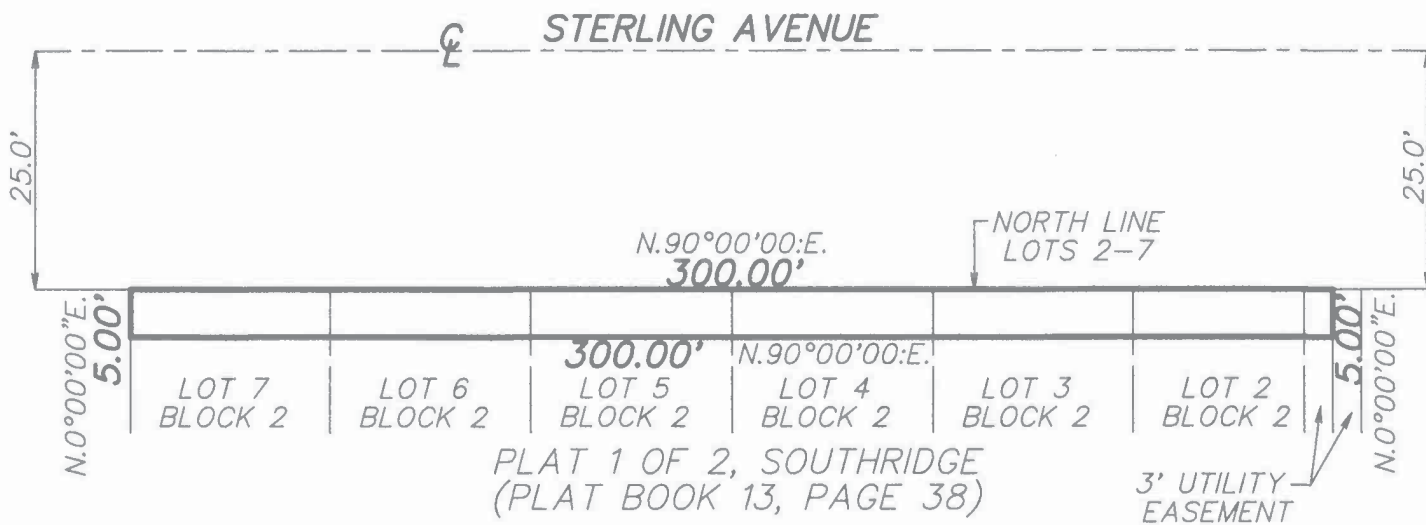 ℄ STERLING AVENUE
25.0'
25.0'
NORTH LINE
LOTS 2-7
N.90°00'00:E.
300.00'
N.0°00'00"E.
5.00'
300.00' N.90°00'00:E.
5.00'
N.0°00'00"E.
LOT 7
BLOCK 2
LOT 6
BLOCK 2
LOT 5
BLOCK 2
LOT 4
BLOCK 2
LOT 3
BLOCK 2
LOT 2
BLOCK 2
PLAT 1 OF 2, SOUTHRIDGE
(PLAT BOOK 13, PAGE 38)
3' UTILITY
EASEMENT